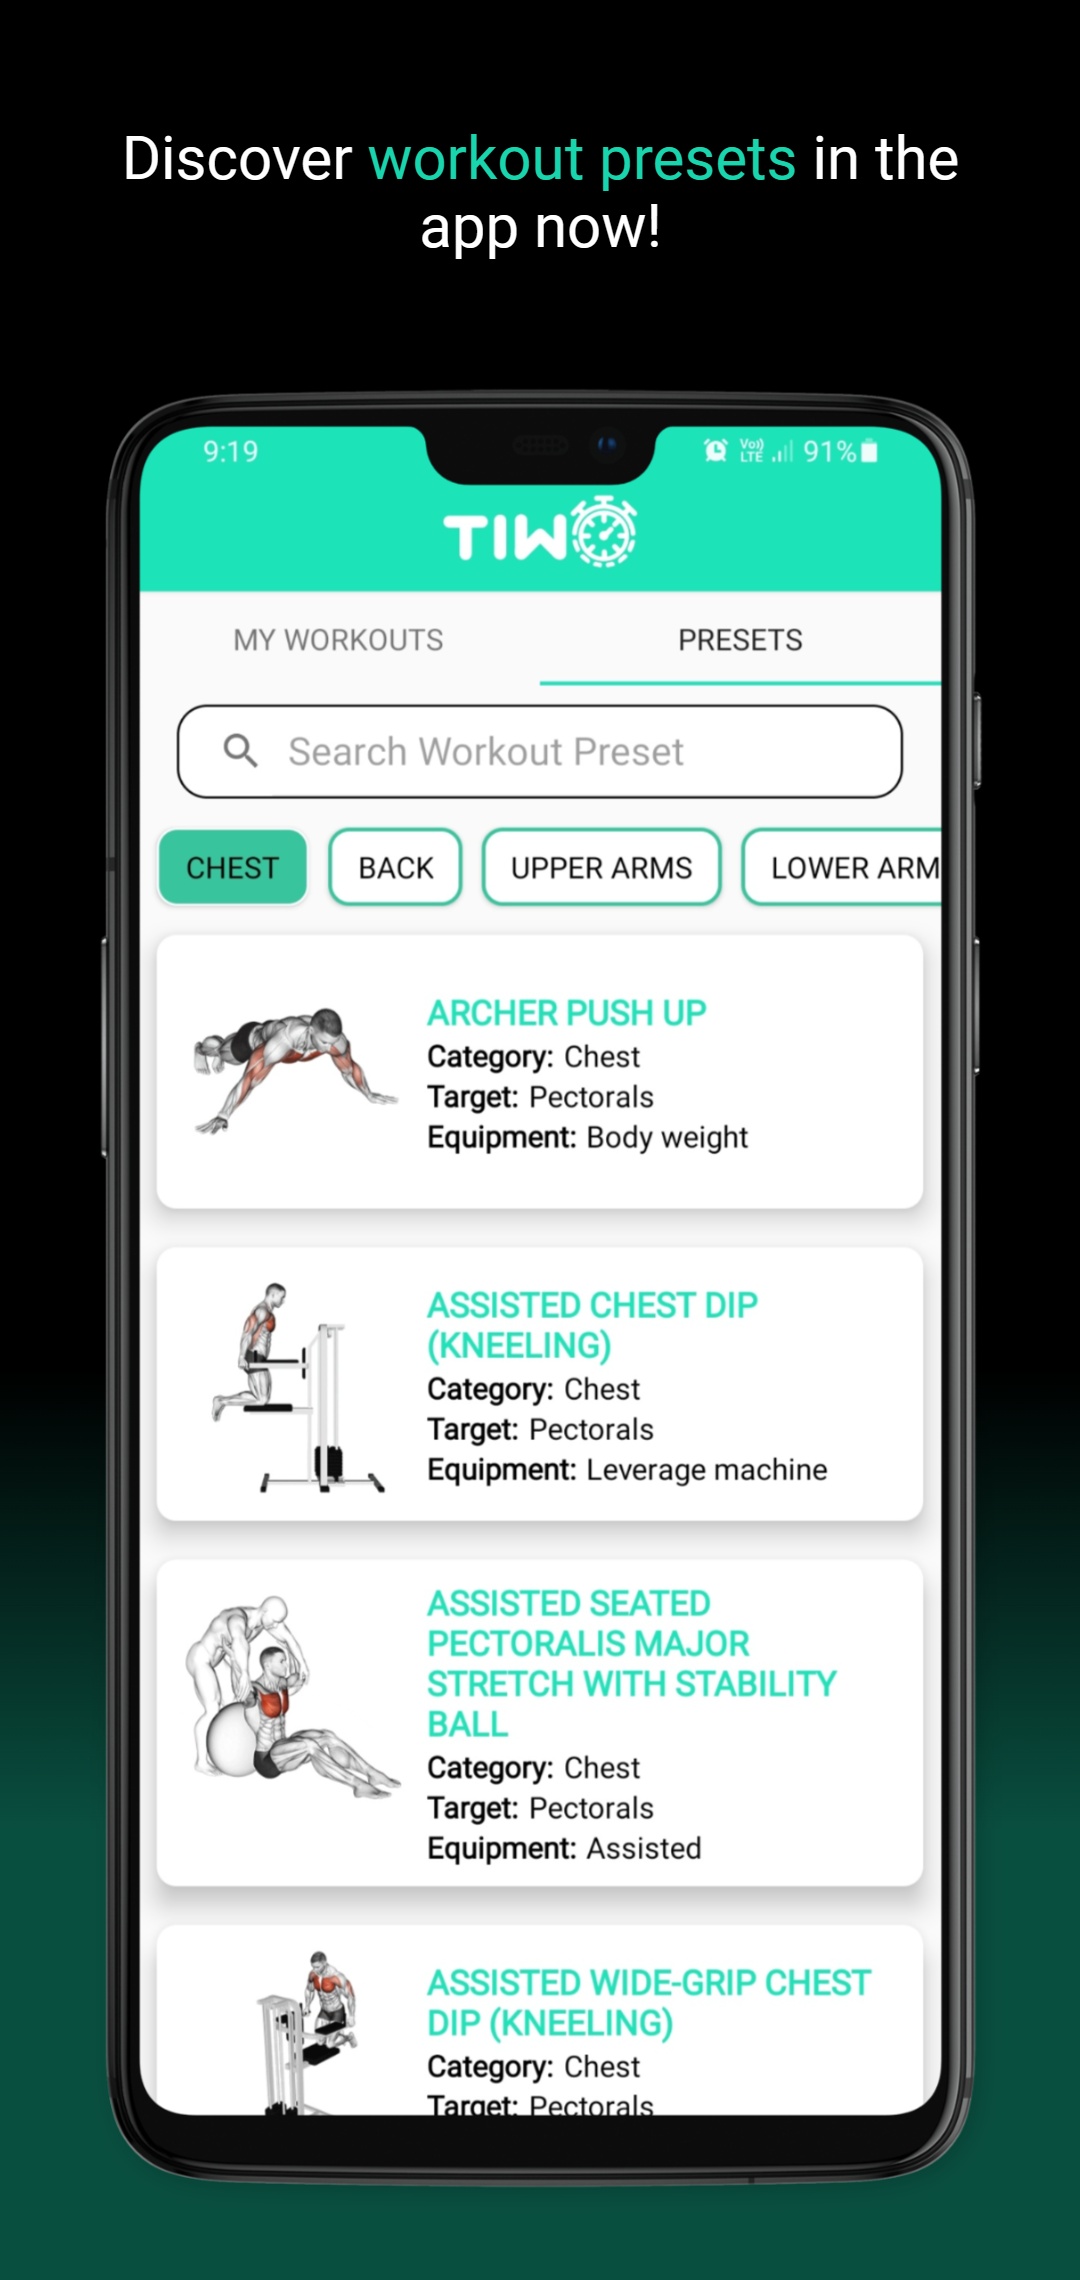 Discover workout presets in the
app now!
9:19
Vo)) LTE 91%
TIWO
MY WORKOUTS PRESETS
Search Workout Preset
CHEST BACK UPPER ARMS LOWER ARM
ARCHER PUSH UP
Category: Chest
Target: Pectorals
Equipment: Body weight
ASSISTED CHEST DIP
(KNEELING)
Category: Chest
Target: Pectorals
Equipment: Leverage machine
ASSISTED SEATED
PECTORALIS MAJOR
STRETCH WITH STABILITY
BALL
Category: Chest
Target: Pectorals
Equipment: Assisted
ASSISTED WIDE-GRIP CHEST
DIP (KNEELING)
Category: Chest
Target: Pectorals